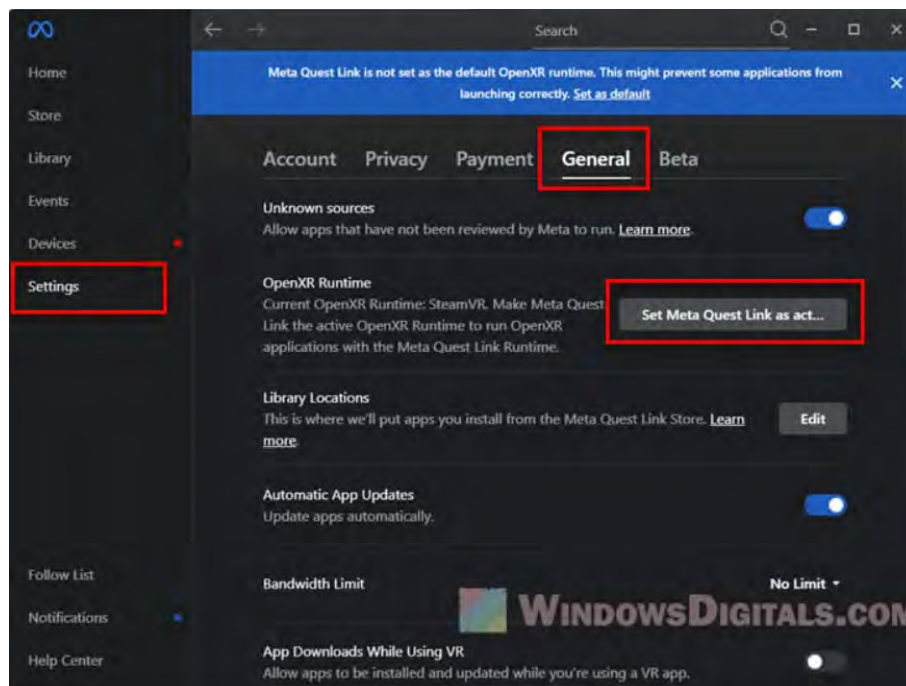 Search
Home
Store
Library
Events
Devices
Settings
Follow List
Notifications
Help Center
Meta Quest Link is not set as the default OpenXR runtime. This might prevent some applications from
launching correctly. Set as default
Account Privacy Payment General Beta
Unknown sources
Allow apps that have not been reviewed by Meta to run. Learn more.
OpenXR Runtime
Current OpenXR Runtime: SteamVR. Make Meta Quest
Link the active OpenXR Runtime to run OpenXR
applications with the Meta Quest Link Runtime.
Set Meta Quest Link as act...
Library Locations
This is where we'll put apps you install from the Meta Quest Link Store. Learn
more.
Edit
Automatic App Updates
Update apps automatically.
Bandwidth Limit
No Limit
WINDOWSDIGITALS.COM
App Downloads While Using VR
Allow apps to be installed and updated while you're using a VR app.